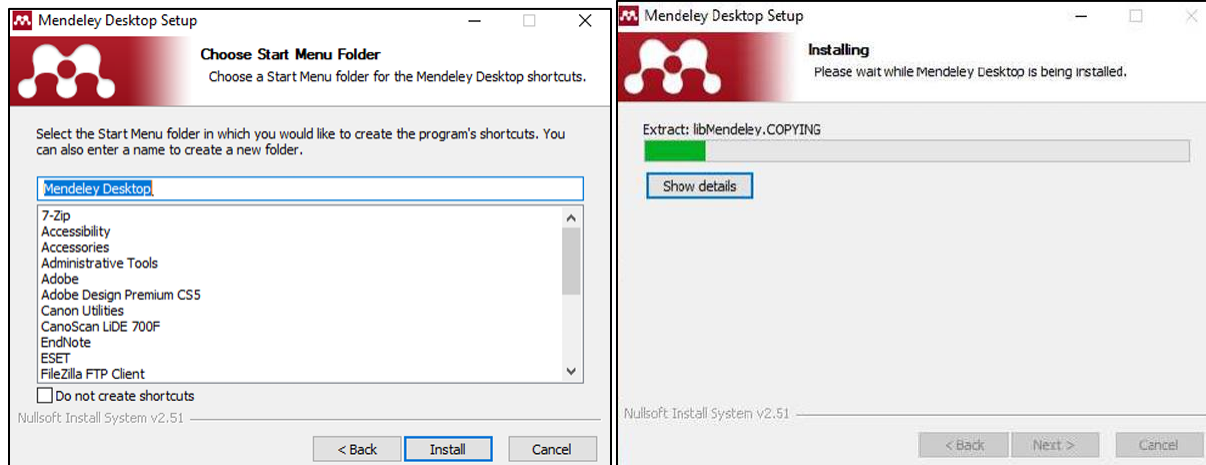 Mendeley Desktop Setup
Choose Start Menu Folder
Choose a Start Menu folder for the Mendeley Desktop shortcuts.
Select the Start Menu folder in which you would like to create the program's shortcuts. You
can also enter a name to create a new folder.
Mendeley Desktop
7-Zip
Accessibility
Accessories
Administrative Tools
Adobe
Adobe Design Premium CS5
Canon Utilities
CanoScan LiDE 700F
EndNote
ESET
FileZilla FTP Client
Do not create shortcuts
Nullsoft Install System v2.51
< Back
Install
Cancel
Mendeley Desktop Setup
Installing
Please wait while Mendeley Desktop is being installed.
Extract: libMendeley.COPYING
Show details
Nullsoft Install System v2.51
< Back
Next >
Cancel